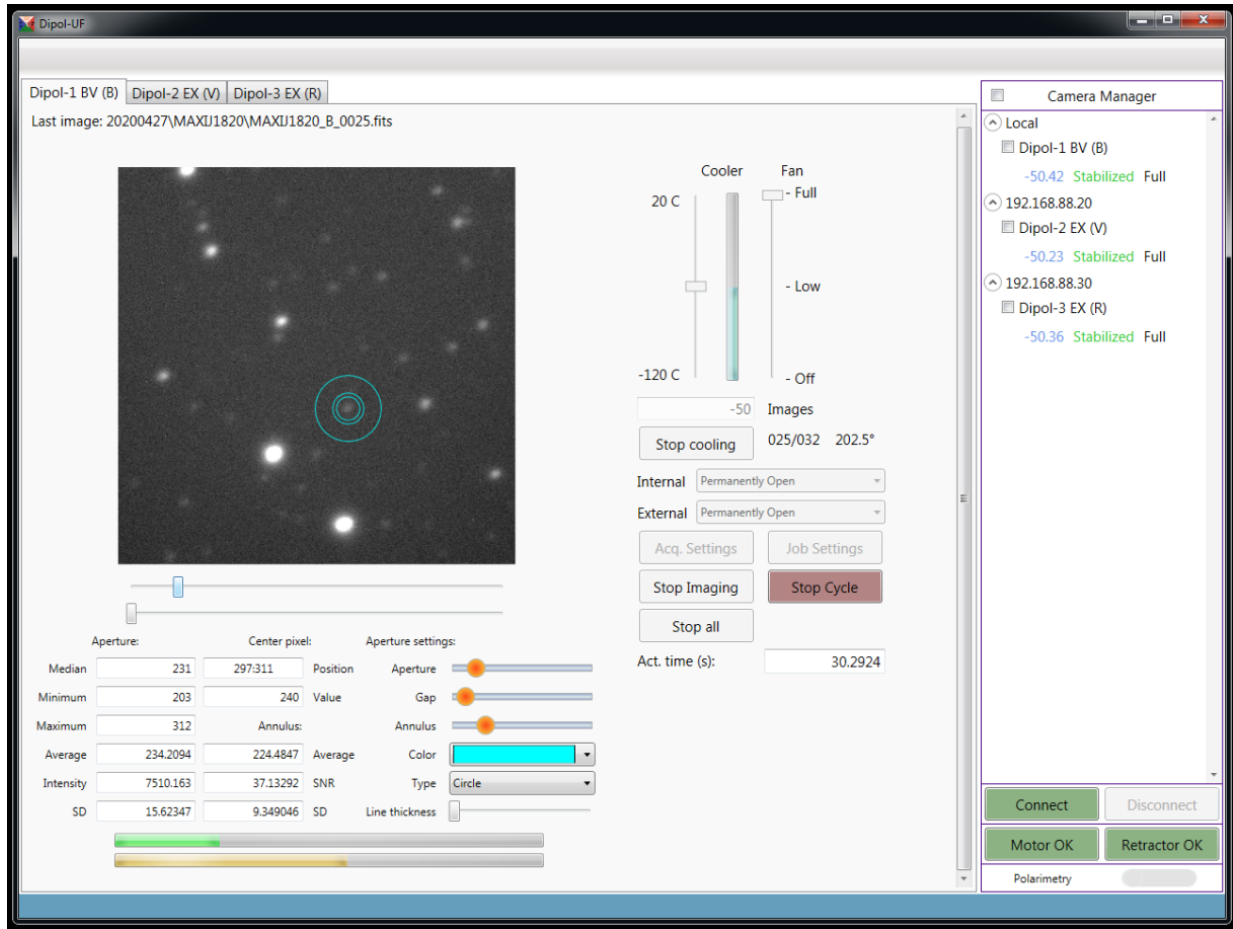 Dipol-UF
Dipol-1 BV (B) Dipol-2 EX (V) Dipol-3 EX (R)
Last image: 20200427\MAXIJ1820\MAXIJ1820_B_0025.fits
Cooler Fan
20 C - Full
- Low
-120 C - Off
-50 Images
Stop cooling 025/032 202.5°
Internal Permanently Open
External Permanently Open
Acq. Settings Job Settings
Stop Imaging Stop Cycle
Stop all
Act. time (s): 30.2924
Aperture: Center pixel: Aperture settings:
Median 231 297:311 Position Aperture
Minimum 203 240 Value Gap
Maximum 312 Annulus: Annulus
Average 234.2094 224.4847 Average Color
Intensity 7510.163 37.13292 SNR Type Circle
SD 15.62347 9.349046 SD Line thickness
Camera Manager
Local
Dipol-1 BV (B)
-50.42 Stabilized Full
192.168.88.20
Dipol-2 EX (V)
-50.23 Stabilized Full
192.168.88.30
Dipol-3 EX (R)
-50.36 Stabilized Full
Connect Disconnect
Motor OK Retractor OK
Polarimetry